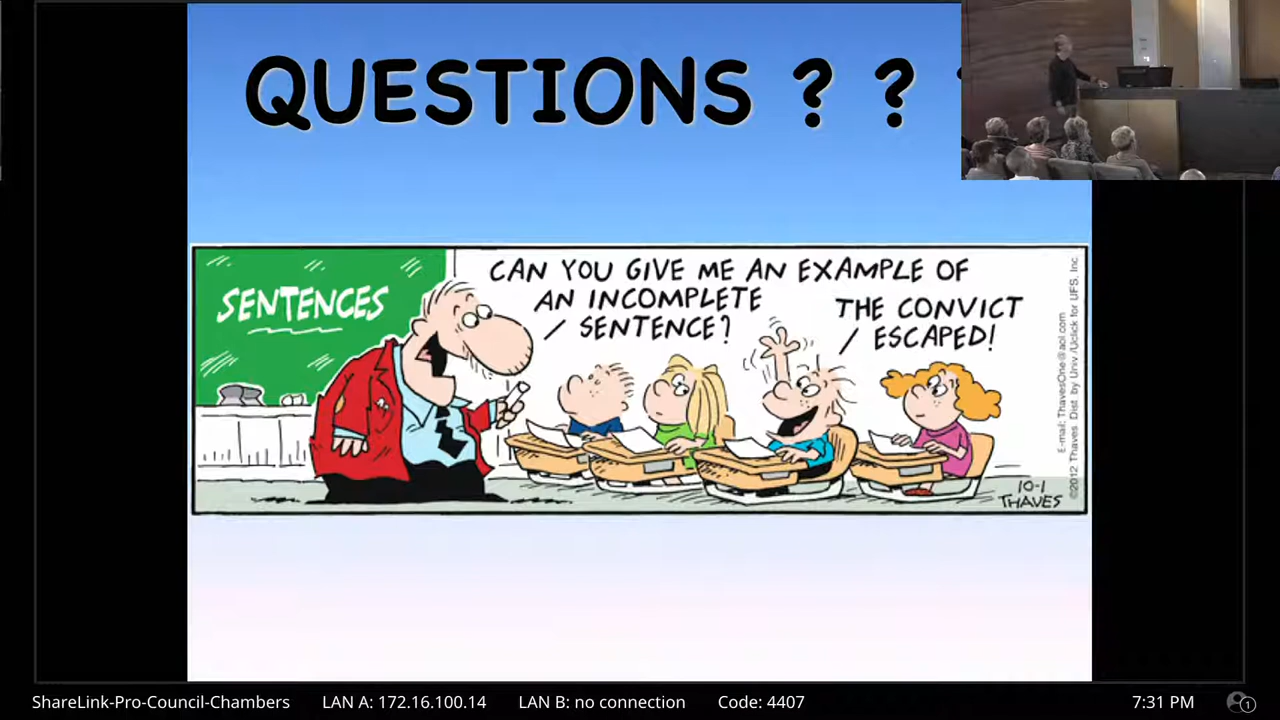 QUESTIONS ? ?
SENTENCES
CAN YOU GIVE ME AN EXAMPLE OF
AN INCOMPLETE
SENTENCE?
THE CONVICT
ESCAPED!
E-mail: ThavesOne@aol.com
©2012 Thaves. Dist. by Univ /Uclick for UFS, Inc.
10-1
THAVES
ShareLink-Pro-Council-Chambers LAN A: 172.16.100.14 LAN B: no connection Code: 4407 7:31 PM 1